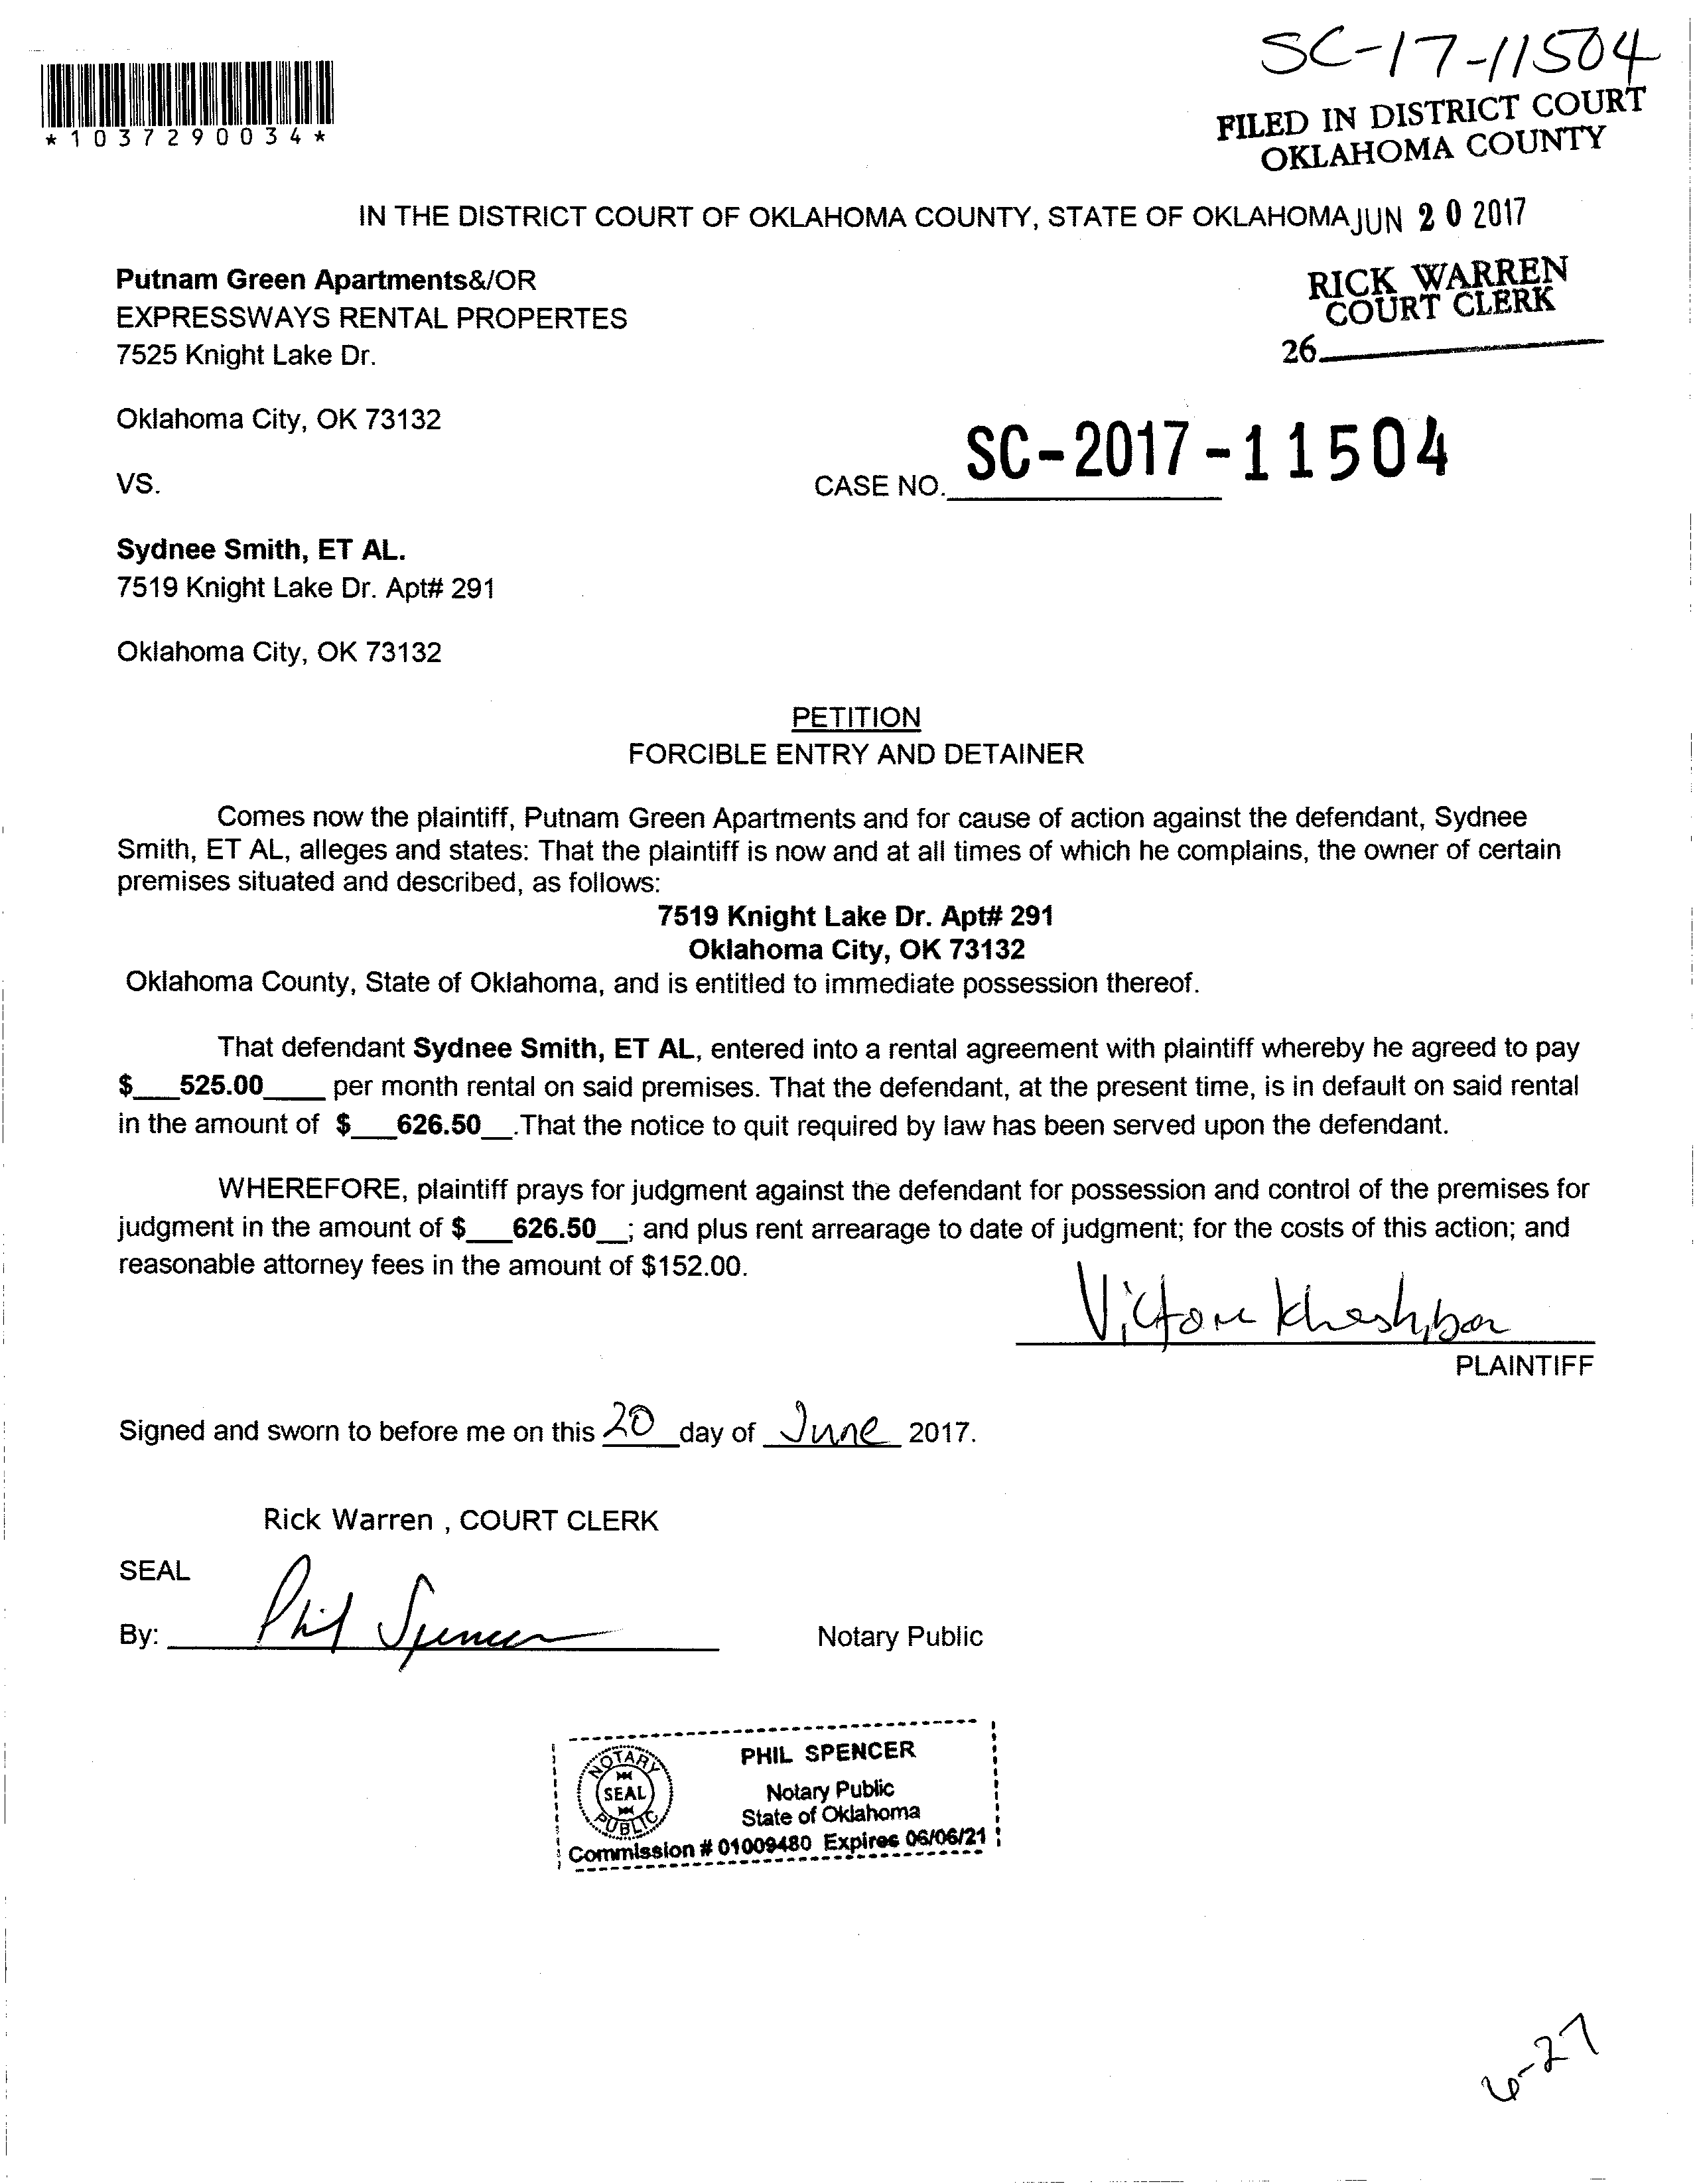 SC-17-11504
*1037290034*
FILED IN DISTRICT COURT
OKLAHOMA COUNTY
IN THE DISTRICT COURT OF OKLAHOMA COUNTY, STATE OF OKLAHOMA JUN 20 2017
Putnam Green Apartments&/OR
RICK WARREN
COURT CLERK
EXPRESSWAYS RENTAL PROPERTES
7525 Knight Lake Dr.
26
Oklahoma City, OK 73132
VS.
CASE NO. SC-2017-11504
Sydnee Smith, ET AL.
7519 Knight Lake Dr. Apt# 291
Oklahoma City, OK 73132
PETITION
FORCIBLE ENTRY AND DETAINER
Comes now the plaintiff, Putnam Green Apartments and for cause of action against the defendant, Sydnee
Smith, ET AL, alleges and states: That the plaintiff is now and at all times of which he complains, the owner of certain
premises situated and described, as follows:
7519 Knight Lake Dr. Apt# 291
Oklahoma City, OK 73132
Oklahoma County, State of Oklahoma, and is entitled to immediate possession thereof.
That defendant Sydnee Smith, ET AL, entered into a rental agreement with plaintiff whereby he agreed to pay
$___525.00____ per month rental on said premises. That the defendant, at the present time, is in default on said rental
in the amount of $___626.50__.That the notice to quit required by law has been served upon the defendant.
WHEREFORE, plaintiff prays for judgment against the defendant for possession and control of the premises for
judgment in the amount of $___626.50__; and plus rent arrearage to date of judgment; for the costs of this action; and
reasonable attorney fees in the amount of $152.00.
PLAINTIFF
Signed and sworn to before me on this 20 day of June 2017.
Rick Warren , COURT CLERK
SEAL
By: Phil Spencer Notary Public
NOTARY PUBLIC SEAL
PHIL SPENCER
Notary Public
State of Oklahoma
Commission # 01009480 Expires 06/06/21
6-27